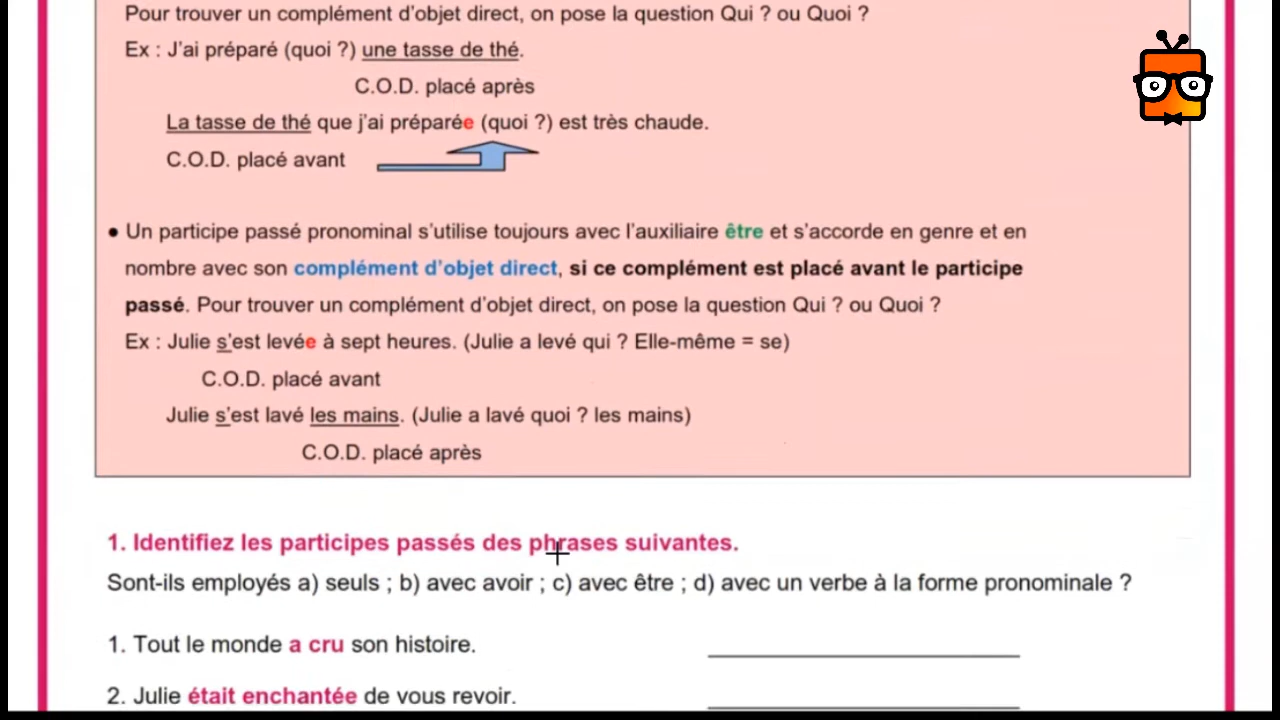 Pour trouver un complément d'objet direct, on pose la question Qui ? ou Quoi ?
Ex : J'ai préparé (quoi ?) une tasse de thé.
C.O.D. placé après
La tasse de thé que j'ai préparée (quoi ?) est très chaude.
C.O.D. placé avant
● Un participe passé pronominal s'utilise toujours avec l'auxiliaire être et s'accorde en genre et en
nombre avec son complément d'objet direct, si ce complément est placé avant le participe
passé. Pour trouver un complément d'objet direct, on pose la question Qui ? ou Quoi ?
Ex : Julie s'est levée à sept heures. (Julie a levé qui ? Elle-même = se)
C.O.D. placé avant
Julie s'est lavé les mains. (Julie a lavé quoi ? les mains)
C.O.D. placé après
1. Identifiez les participes passés des phrases suivantes.
Sont-ils employés a) seuls ; b) avec avoir ; c) avec être ; d) avec un verbe à la forme pronominale ?
1. Tout le monde a cru son histoire.
2. Julie était enchantée de vous revoir.